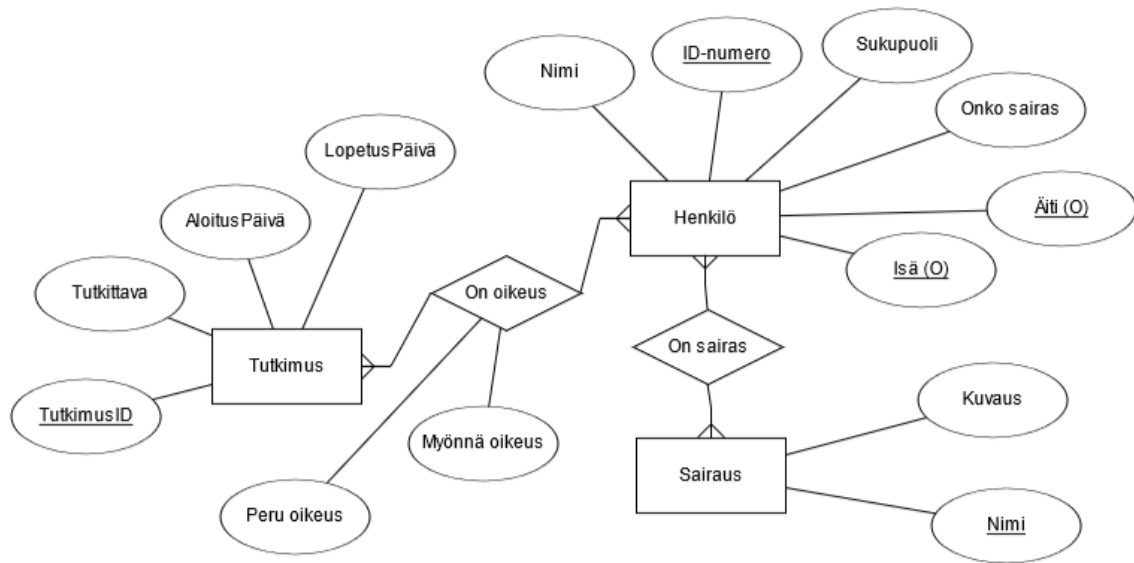 Nimi
ID-numero
Sukupuoli
Onko sairas
Äiti (O)
Isä (O)
Henkilö
LopetusPäivä
AloitusPäivä
Tutkittava
TutkimusID
Tutkimus
On oikeus
Myönnä oikeus
Peru oikeus
On sairas
Sairaus
Kuvaus
Nimi